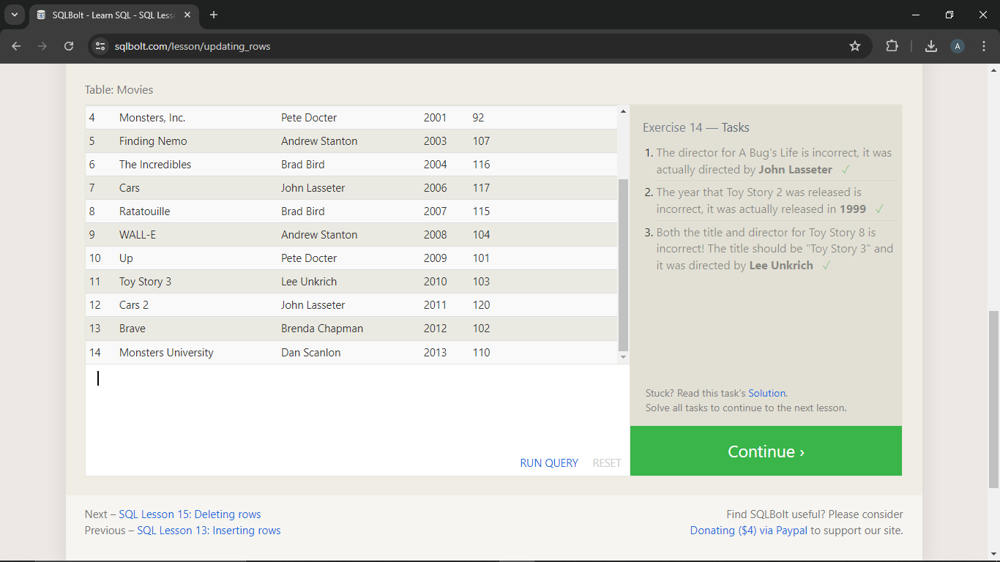 SQLBolt - Learn SQL - SQL Less
sqlbolt.com/lesson/updating_rows
A
Table: Movies
4 Monsters, Inc. Pete Docter 2001 92
5 Finding Nemo Andrew Stanton 2003 107
6 The Incredibles Brad Bird 2004 116
7 Cars John Lasseter 2006 117
8 Ratatouille Brad Bird 2007 115
9 WALL-E Andrew Stanton 2008 104
10 Up Pete Docter 2009 101
11 Toy Story 3 Lee Unkrich 2010 103
12 Cars 2 John Lasseter 2011 120
13 Brave Brenda Chapman 2012 102
14 Monsters University Dan Scanlon 2013 110
RUN QUERY RESET
Exercise 14 — Tasks
1. The director for A Bug's Life is incorrect, it was
actually directed by John Lasseter ✓
2. The year that Toy Story 2 was released is
incorrect, it was actually released in 1999 ✓
3. Both the title and director for Toy Story 8 is
incorrect! The title should be "Toy Story 3" and
it was directed by Lee Unkrich ✓
Stuck? Read this task's Solution.
Solve all tasks to continue to the next lesson.
Continue ›
Next – SQL Lesson 15: Deleting rows
Previous – SQL Lesson 13: Inserting rows
Find SQLBolt useful? Please consider
Donating ($4) via Paypal to support our site.